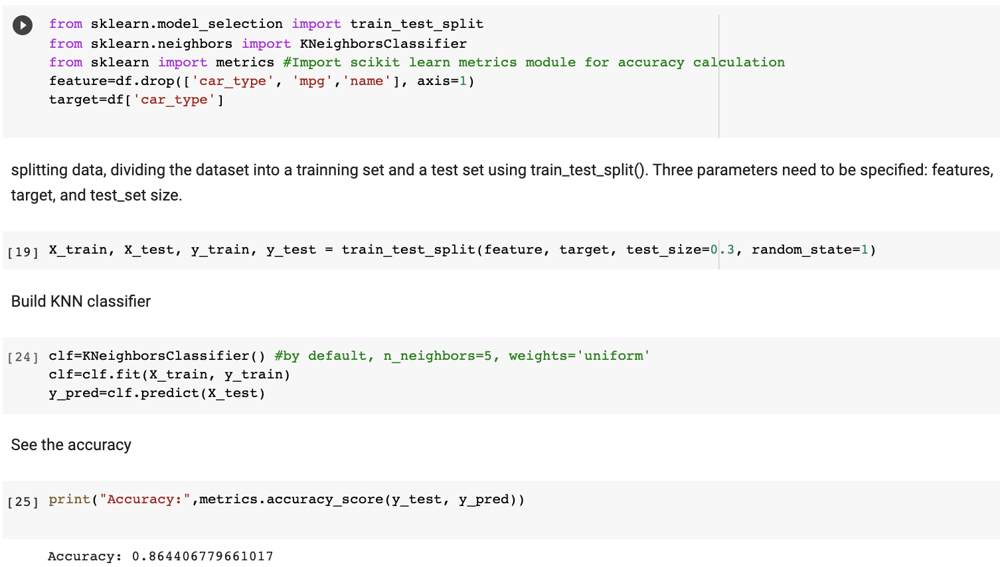 from sklearn.model_selection import train_test_split
from sklearn.neighbors import KNeighborsClassifier
from sklearn import metrics #Import scikit learn metrics module for accuracy calculation
feature=df.drop(['car_type', 'mpg','name'], axis=1)
target=df['car_type']
splitting data, dividing the dataset into a trainning set and a test set using train_test_split(). Three parameters need to be specified: features,
target, and test_set size.
[19] X_train, X_test, y_train, y_test = train_test_split(feature, target, test_size=0.3, random_state=1)
Build KNN classifier
[24] clf=KNeighborsClassifier() #by default, n_neighbors=5, weights='uniform'
clf=clf.fit(X_train, y_train)
y_pred=clf.predict(X_test)
See the accuracy
[25] print("Accuracy:",metrics.accuracy_score(y_test, y_pred))
Accuracy: 0.864406779661017